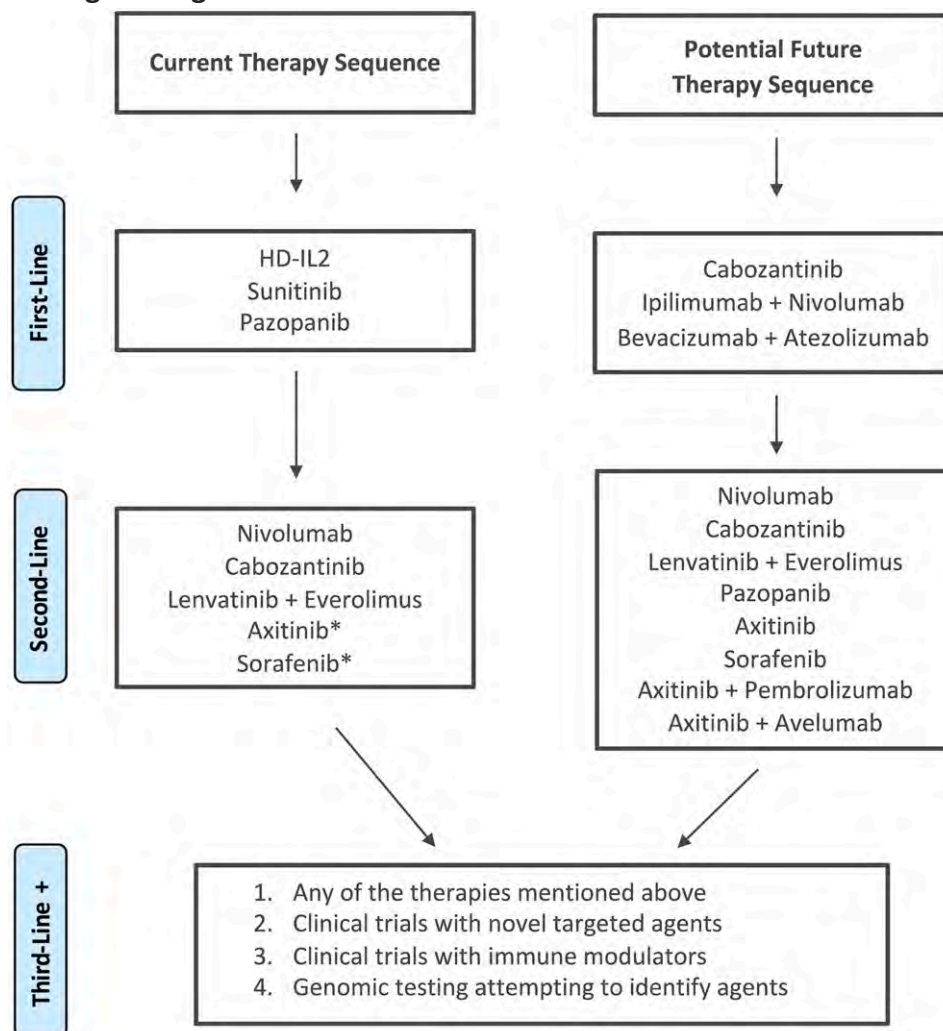 Current Therapy Sequence
Potential Future
Therapy Sequence
First-Line
HD-IL2
Sunitinib
Pazopanib
Cabozantinib
Ipilimumab + Nivolumab
Bevacizumab + Atezolizumab
Second-Line
Nivolumab
Cabozantinib
Lenvatinib + Everolimus
Axitinib*
Sorafenib*
Nivolumab
Cabozantinib
Lenvatinib + Everolimus
Pazopanib
Axitinib
Sorafenib
Axitinib + Pembrolizumab
Axitinib + Avelumab
Third-Line +
1. Any of the therapies mentioned above
2. Clinical trials with novel targeted agents
3. Clinical trials with immune modulators
4. Genomic testing attempting to identify agents